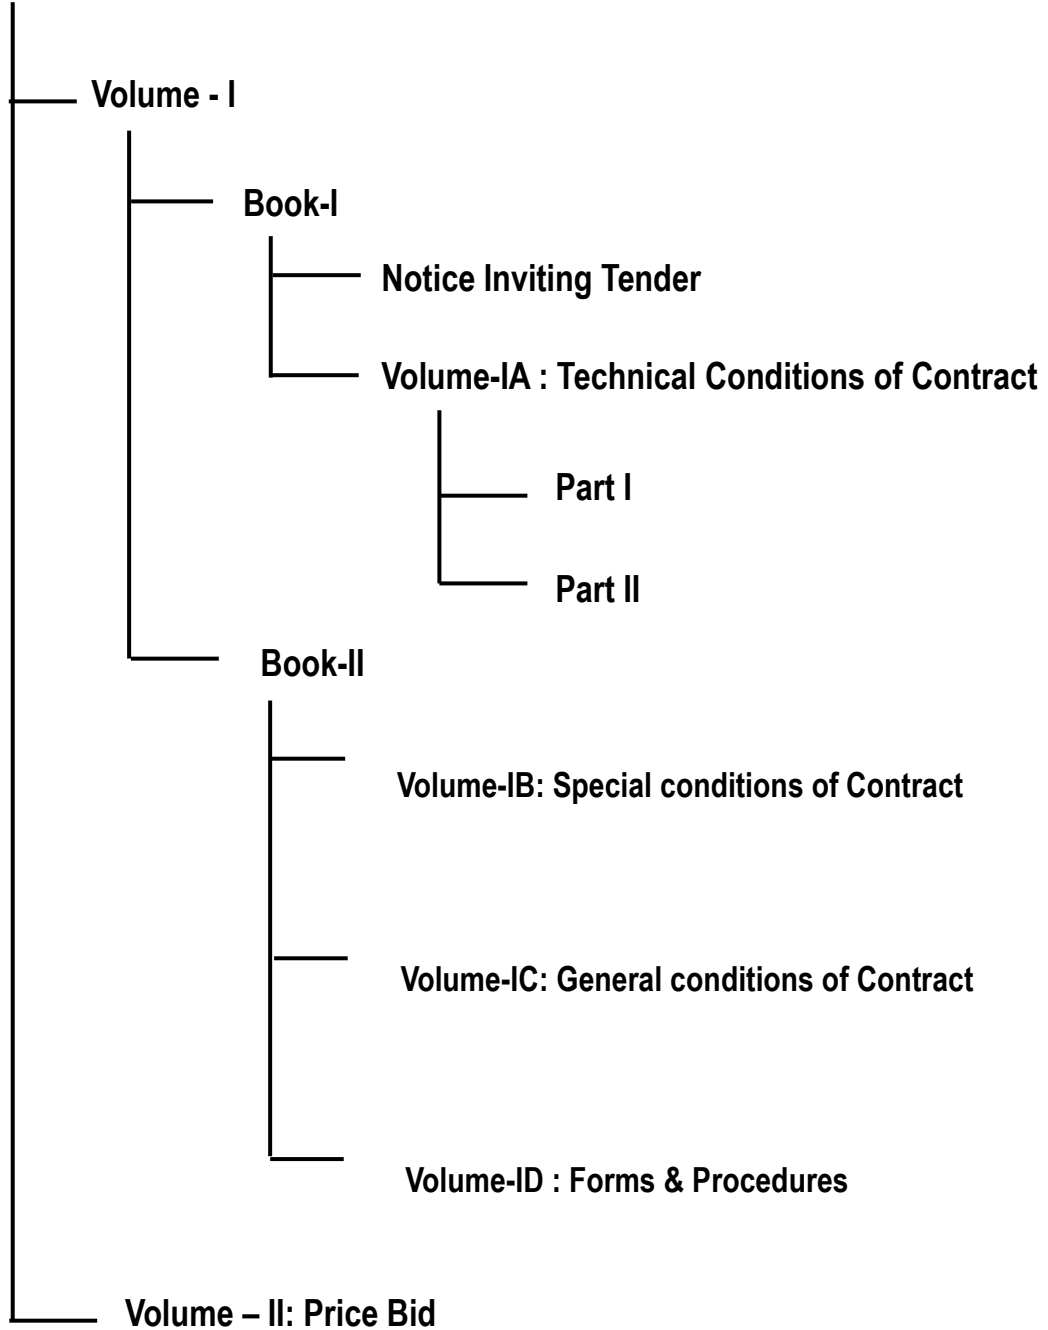 Volume - I
Book-I
Notice Inviting Tender
Volume-IA : Technical Conditions of Contract
Part I
Part II
Book-II
Volume-IB: Special conditions of Contract
Volume-IC: General conditions of Contract
Volume-ID : Forms & Procedures
Volume – II: Price Bid